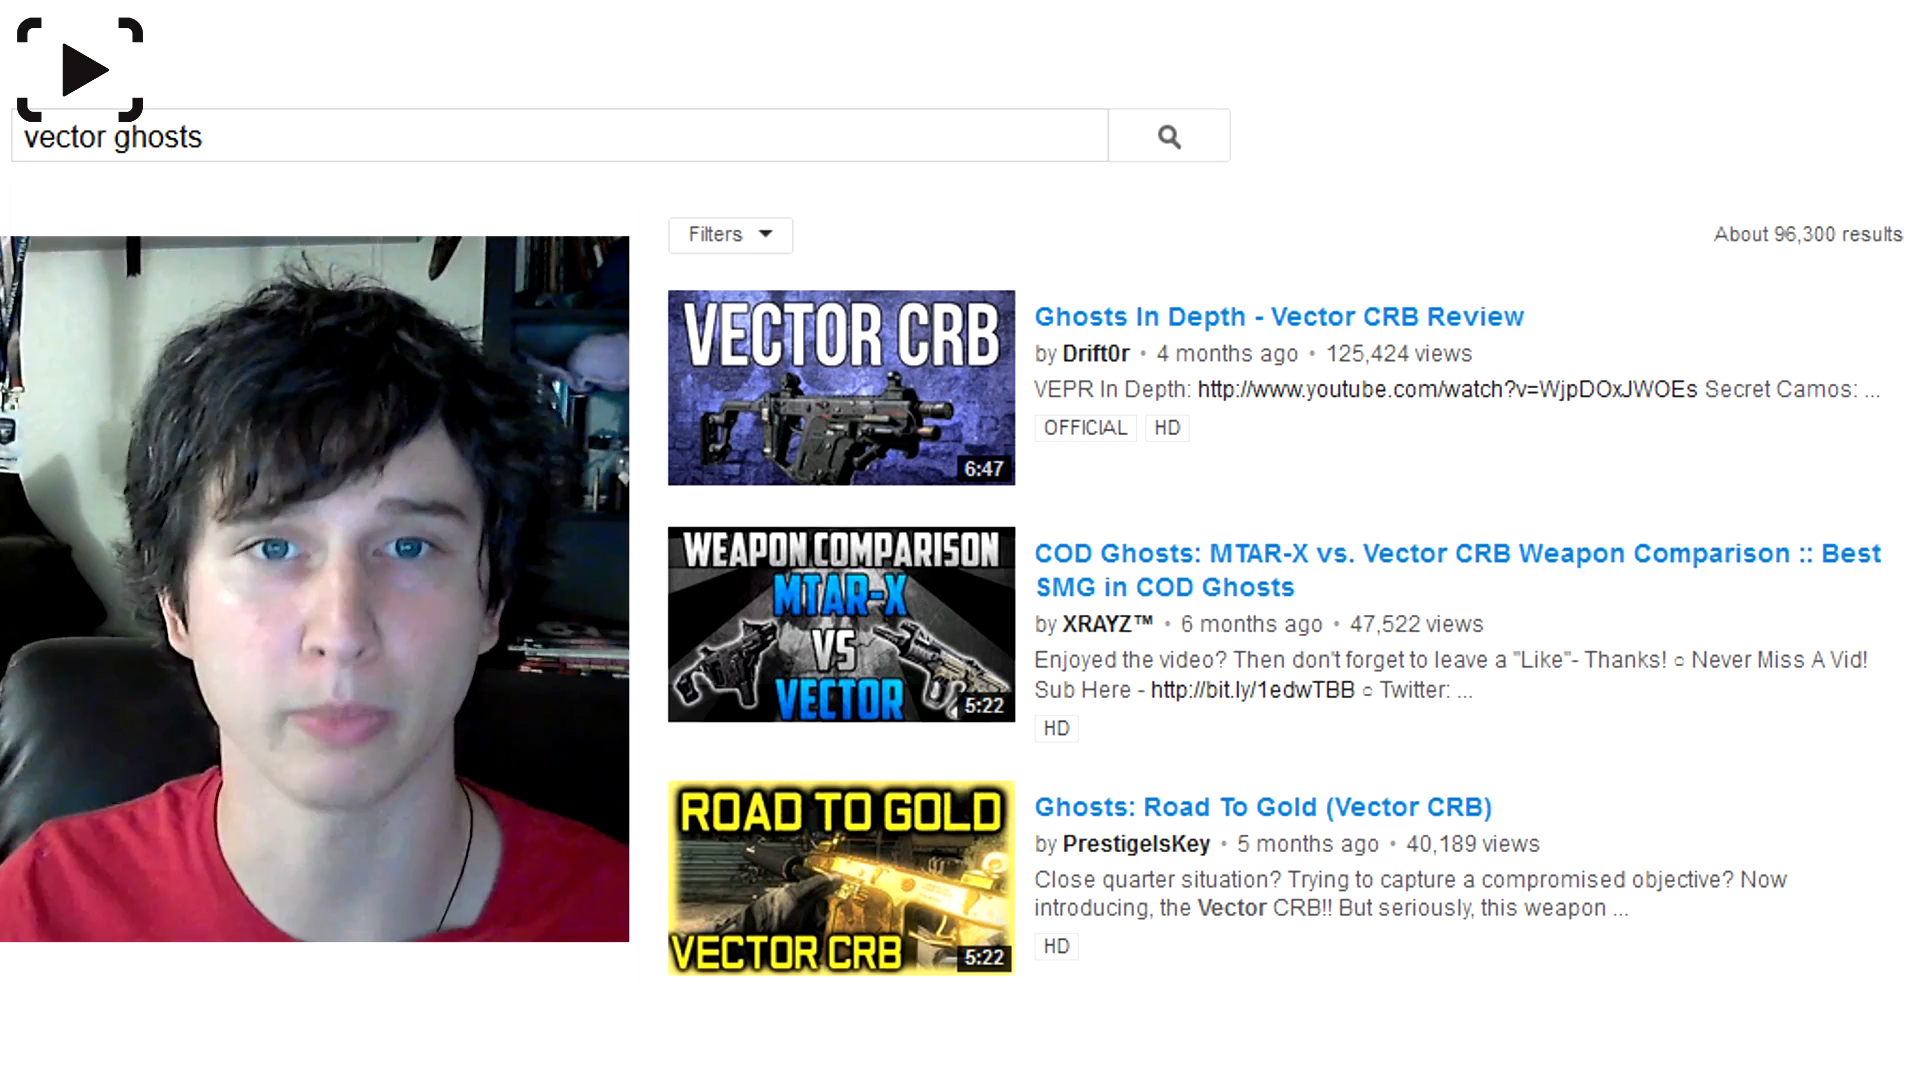 vector ghosts
Filters
About 96,300 results
VECTOR CRB
6:47
Ghosts In Depth - Vector CRB Review
by Drift0r • 4 months ago • 125,424 views
VEPR In Depth: http://www.youtube.com/watch?v=WjpDOxJWOEs Secret Camos: ...
OFFICIAL HD
WEAPON COMPARISON
MTAR-X
VS
VECTOR
5:22
COD Ghosts: MTAR-X vs. Vector CRB Weapon Comparison :: Best
SMG in COD Ghosts
by XRAYZ™ • 6 months ago • 47,522 views
Enjoyed the video? Then don't forget to leave a "Like"- Thanks! ○ Never Miss A Vid!
Sub Here - http://bit.ly/1edwTBB ○ Twitter: ...
HD
ROAD TO GOLD
VECTOR CRB
5:22
Ghosts: Road To Gold (Vector CRB)
by PrestigeIsKey • 5 months ago • 40,189 views
Close quarter situation? Trying to capture a compromised objective? Now
introducing, the Vector CRB!! But seriously, this weapon ...
HD